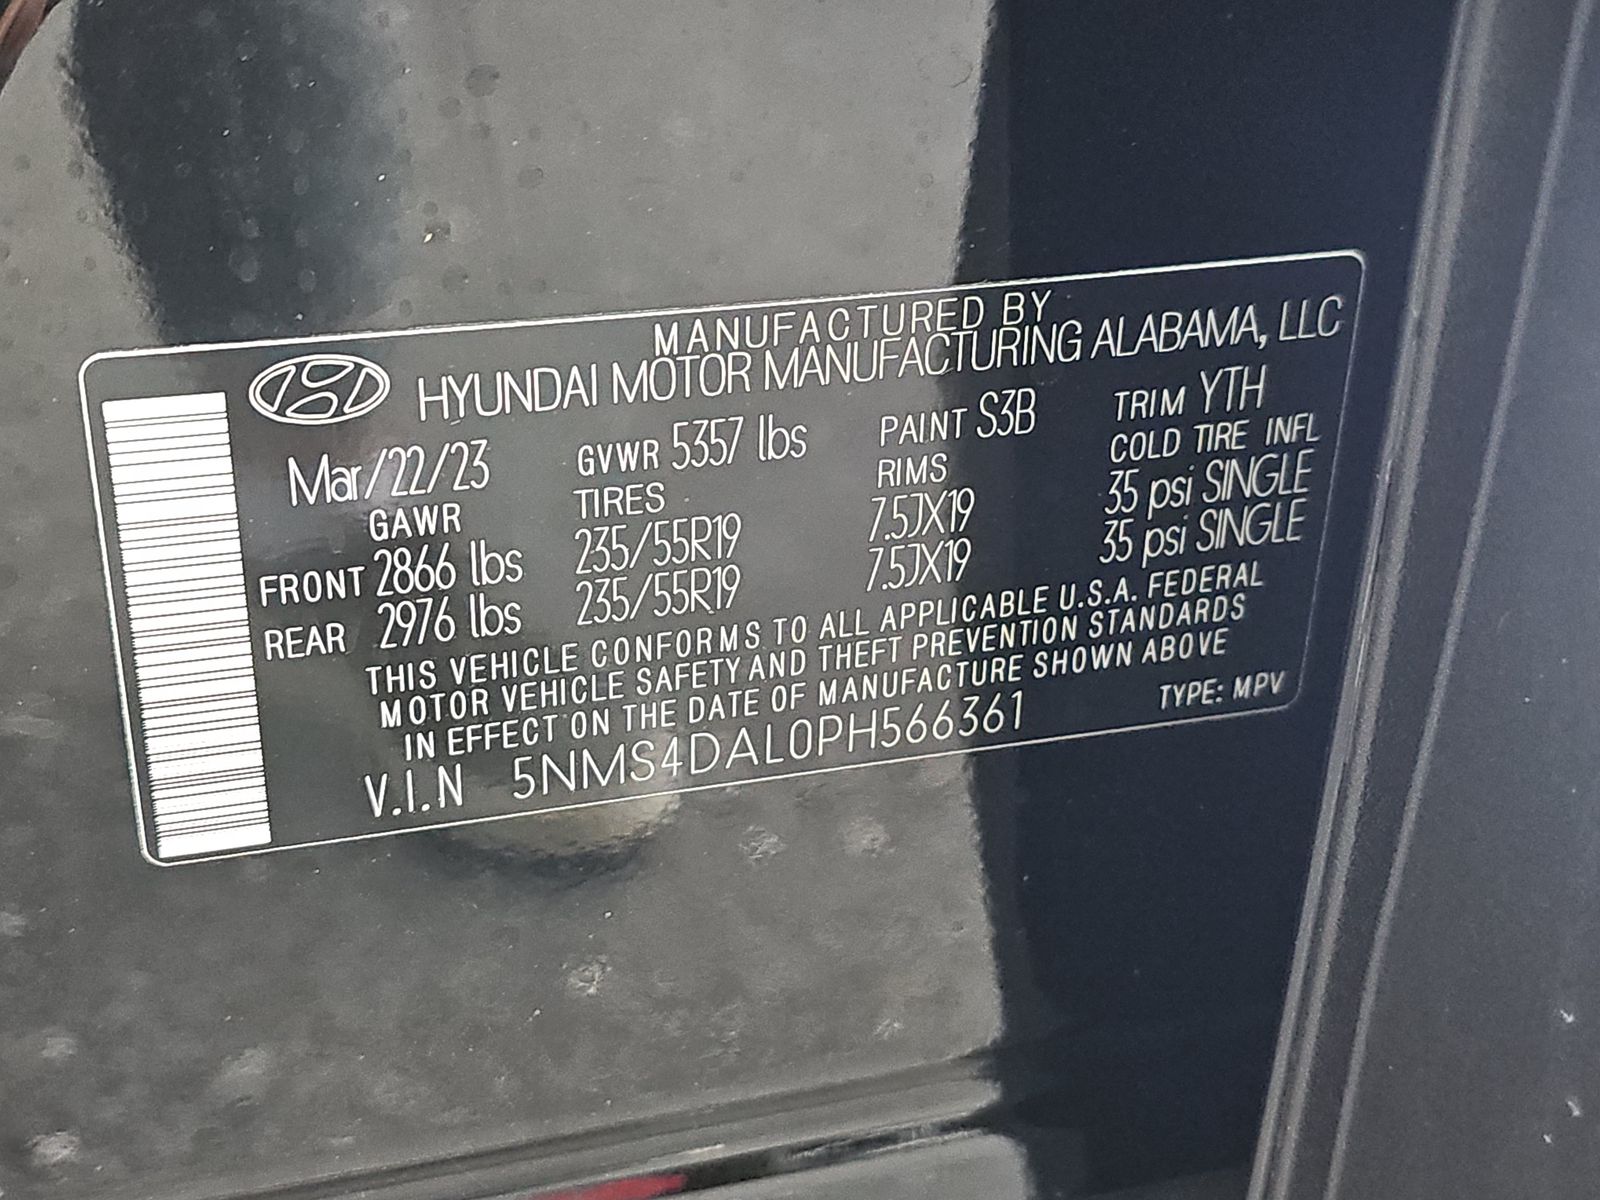 MANUFACTURED BY
HYUNDAI MOTOR MANUFACTURING ALABAMA, LLC
Mar/22/23 GVWR 5357 lbs PAINT S3B TRIM YTH
GAWR TIRES RIMS COLD TIRE INFL
FRONT 2866 lbs 235/55R19 7.5JX19 35 psi SINGLE
REAR 2976 lbs 235/55R19 7.5JX19 35 psi SINGLE
THIS VEHICLE CONFORMS TO ALL APPLICABLE U.S.A. FEDERAL
MOTOR VEHICLE SAFETY AND THEFT PREVENTION STANDARDS
IN EFFECT ON THE DATE OF MANUFACTURE SHOWN ABOVE
V.I.N 5NMS4DAL0PH566361 TYPE: MPV